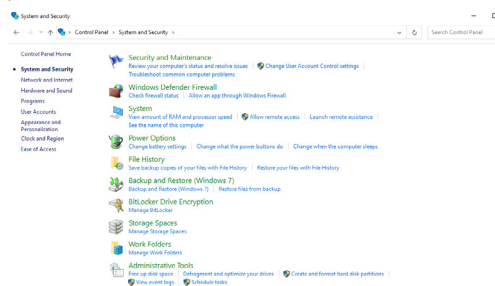 System and Security
Control Panel > System and Security >
Search Control Panel
Control Panel Home
System and Security
Network and Internet
Hardware and Sound
Programs
User Accounts
Appearance and
Personalization
Clock and Region
Ease of Access
Security and Maintenance
Review your computer's status and resolve issues | Change User Account Control settings |
Troubleshoot common computer problems
Windows Defender Firewall
Check firewall status | Allow an app through Windows Firewall
System
View amount of RAM and processor speed | Allow remote access | Launch remote assistance |
See the name of this computer
Power Options
Change battery settings | Change what the power buttons do | Change when the computer sleeps
File History
Save backup copies of your files with File History | Restore your files with File History
Backup and Restore (Windows 7)
Backup and Restore (Windows 7) | Restore files from backup
BitLocker Drive Encryption
Manage BitLocker
Storage Spaces
Manage Storage Spaces
Work Folders
Manage Work Folders
Administrative Tools
Free up disk space | Defragment and optimize your drives | Create and format hard disk partitions |
View event logs | Schedule tasks